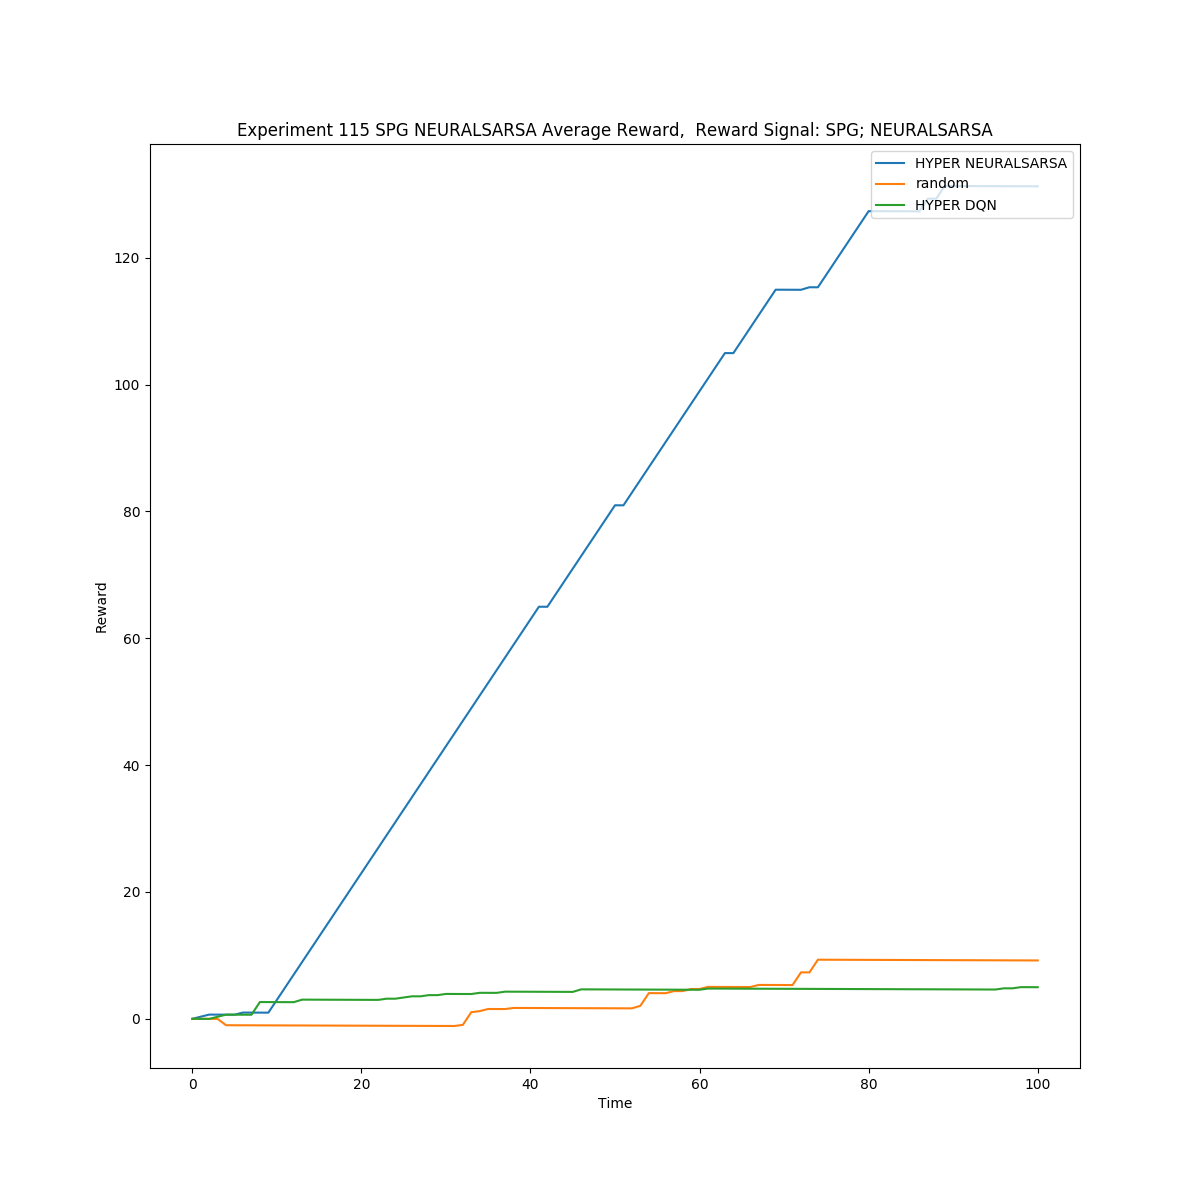 Experiment 115 SPG NEURALSARSA Average Reward,  Reward Signal: SPG; NEURALSARSA
HYPER NEURALSARSA
random
HYPER DQN
120
100
80
60
40
20
0
Reward
0 20 40 60 80 100
Time